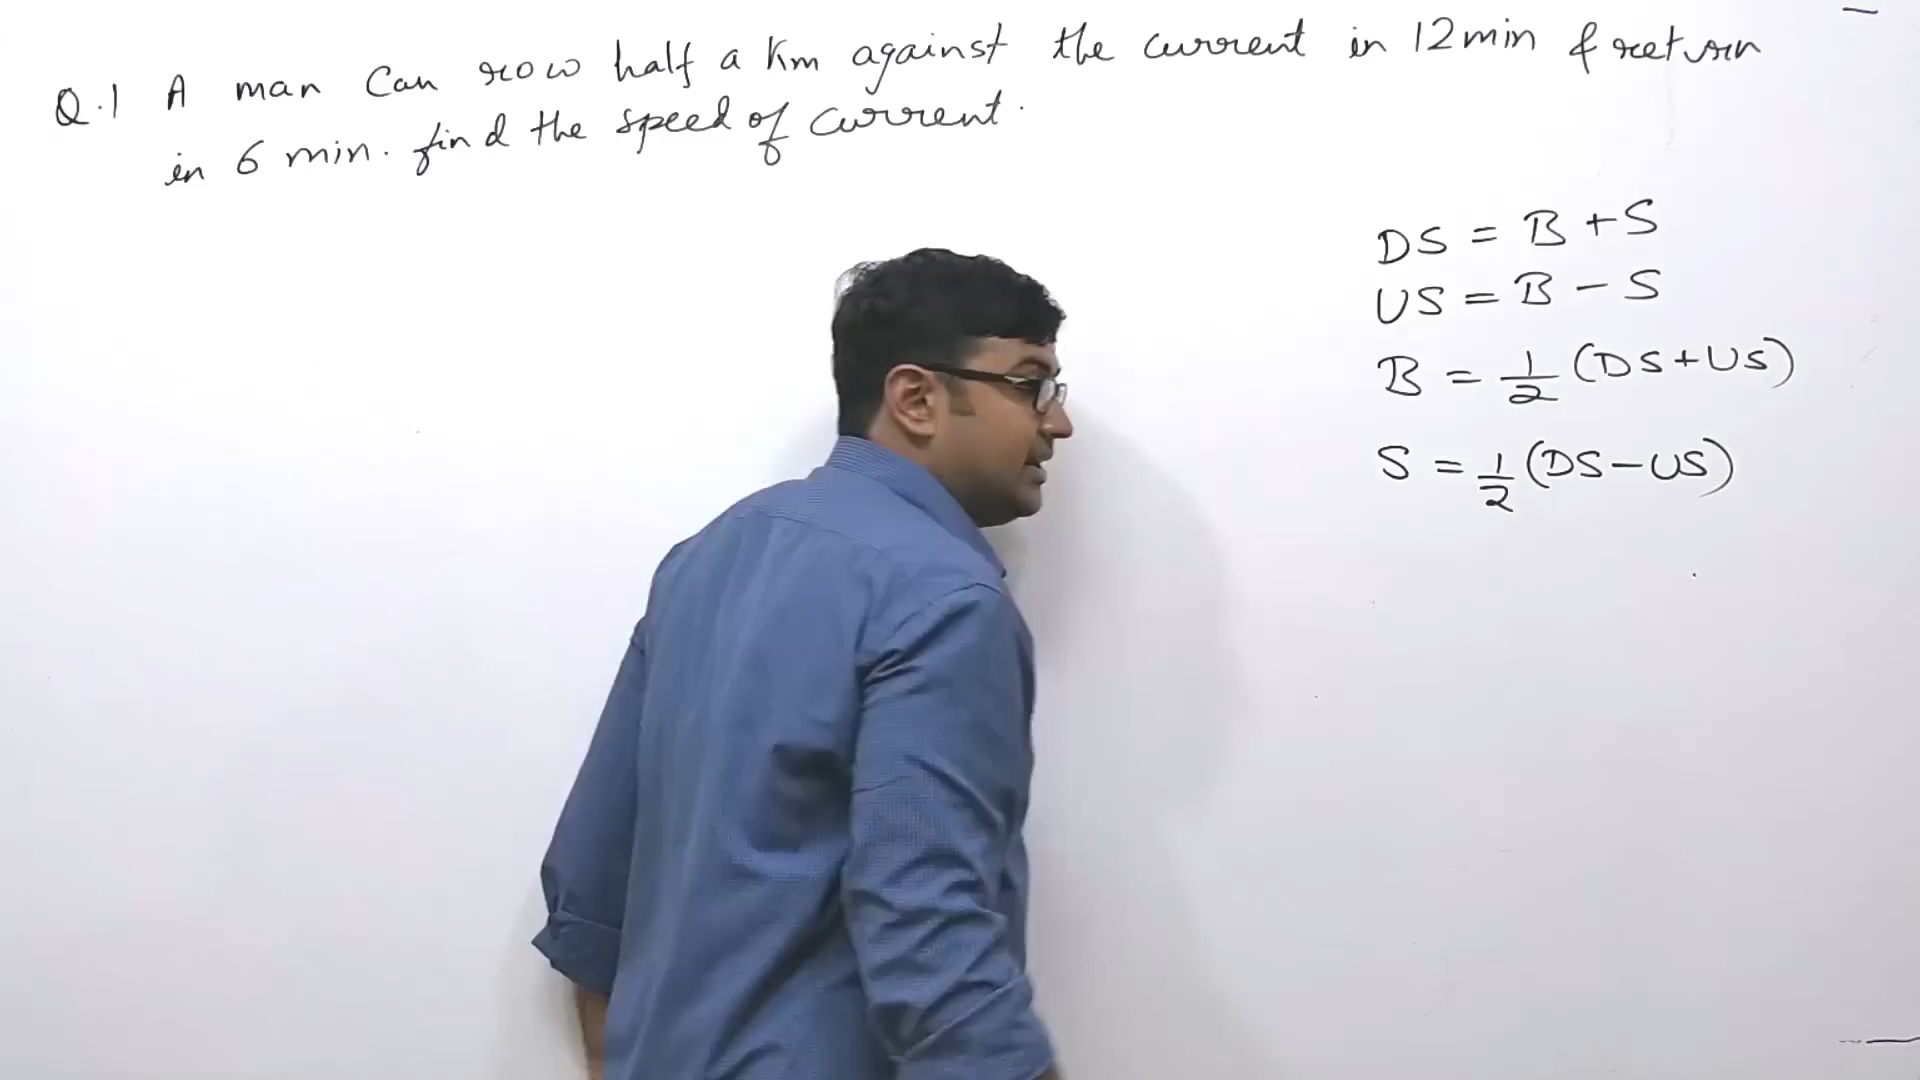 Q.1 A man can row half a km against the current in 12 min & return
in 6 min. find the speed of current.
DS = B + S
US = B - S
B = 1/2 (DS + US)
S = 1/2 (DS - US)